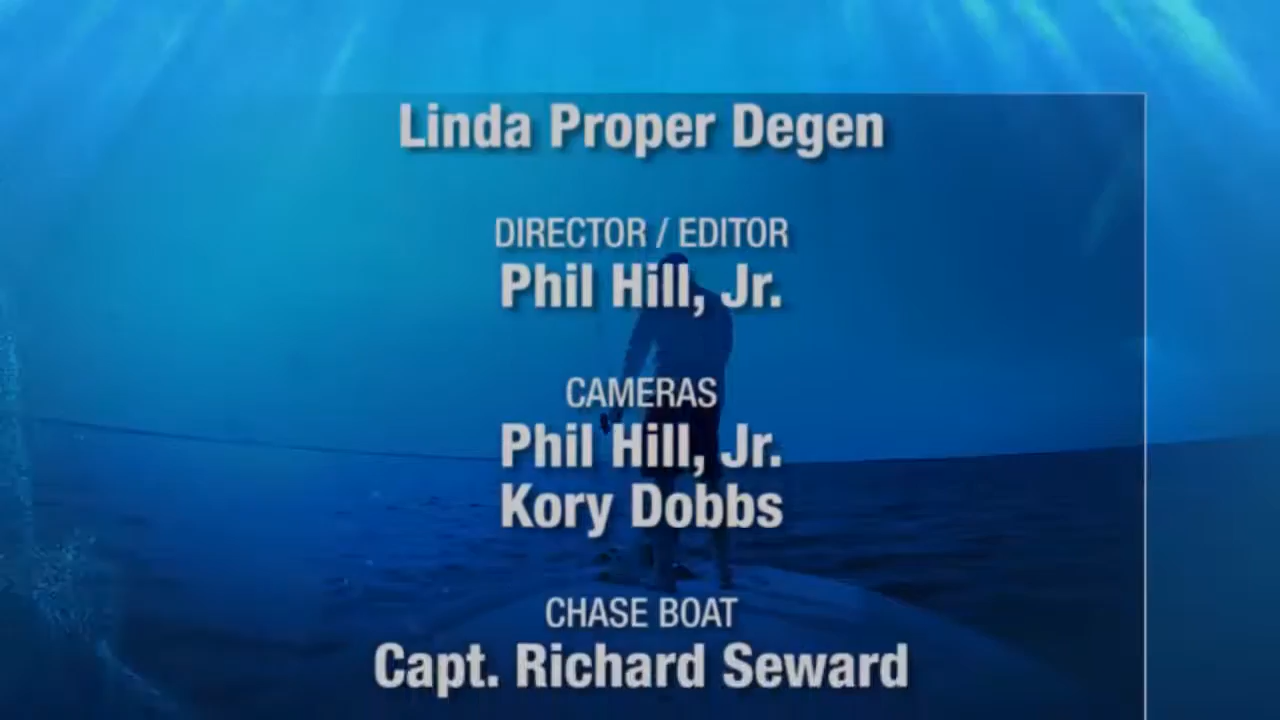 Linda Proper Degen
DIRECTOR / EDITOR
Phil Hill, Jr.
CAMERAS
Phil Hill, Jr.
Kory Dobbs
CHASE BOAT
Capt. Richard Seward